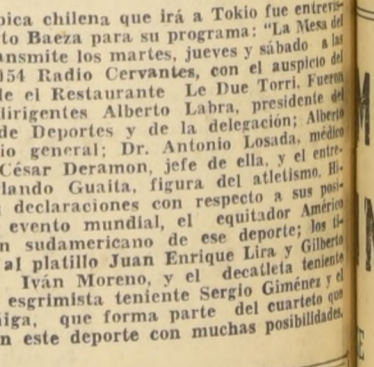 pica chilena que irá a Tokio fue entrevis-
to Baeza para su programa: "La Mesa del
ansmite los martes, jueves y sábado a las
154 Radio Cervantes, con el auspicio del
le el Restaurante Le Due Torri. Fueron
dirigentes Alberto Labra, presidente del
de Deportes y de la delegación; Alberto
io general; Dr. Antonio Losada, médico
César Deramon, jefe de ella, y el entre-
lando Guaita, figura del atletismo. Hi-
declaraciones con respecto a sus posi-
evento mundial, el equitador Américo
n sudamericano de ese deporte; los ti-
al platillo Juan Enrique Lira y Gilberto
Iván Moreno, y el decatleta teniente
esgrimista teniente Sergio Giménez y el
niga, que forma parte del cuarteto que
n este deporte con muchas posibilidades.